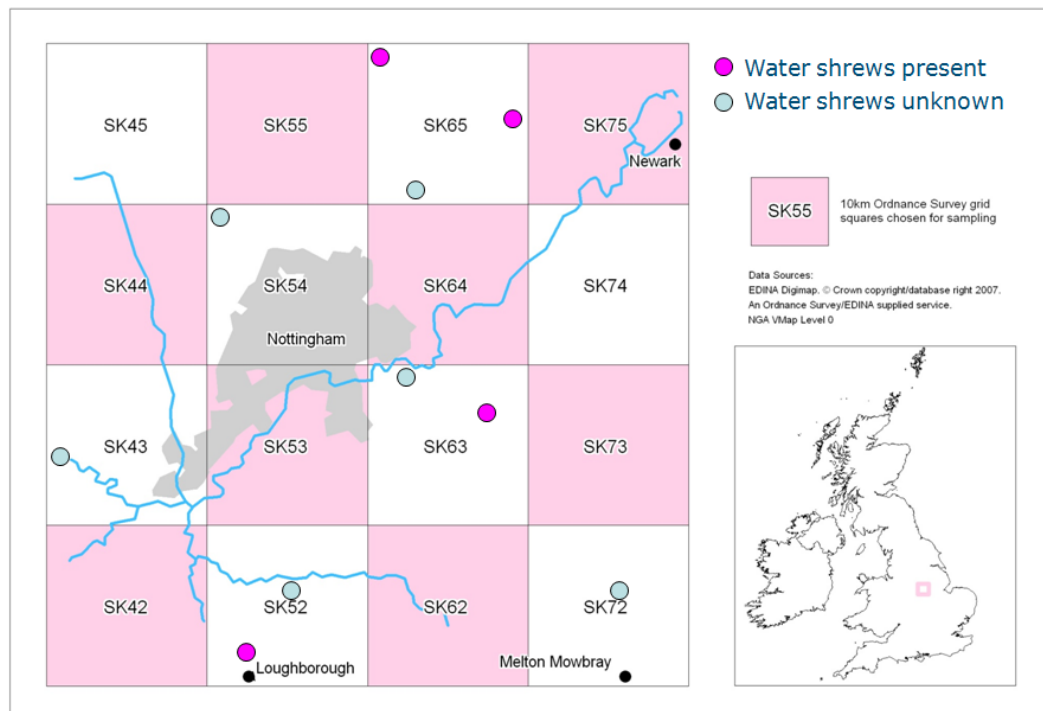 Water shrews present
Water shrews unknown
SK45
SK55
SK65
SK75
Newark
SK55
10km Ordnance Survey grid
squares chosen for sampling
SK44
SK54
SK64
SK74
Nottingham
Data Sources:
EDINA Digimap. © Crown copyright/database right 2007.
An Ordnance Survey/EDINA supplied service.
NGA VMap Level 0
SK43
SK53
SK63
SK73
SK42
SK52
SK62
SK72
Loughborough
Melton Mowbray